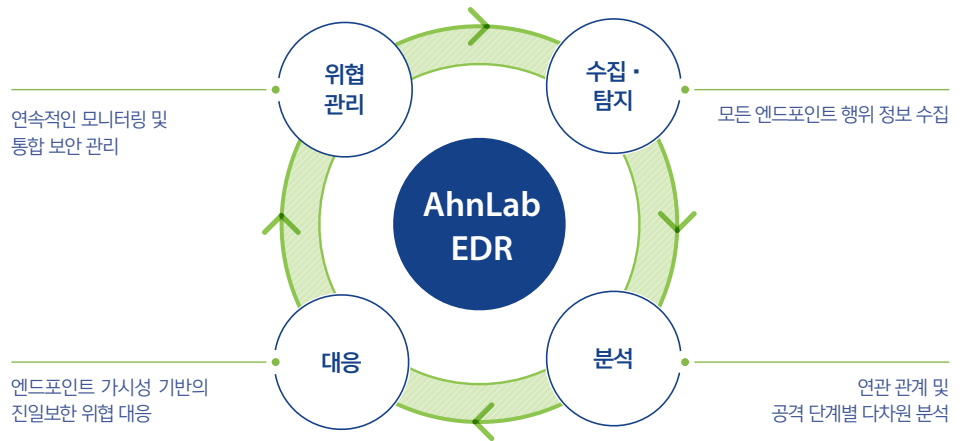 위협
관리
수집・
탐지
연속적인 모니터링 및
통합 보안 관리
모든 엔드포인트 행위 정보 수집
AhnLab
EDR
대응
분석
엔드포인트 가시성 기반의
진일보한 위협 대응
연관 관계 및
공격 단계별 다차원 분석